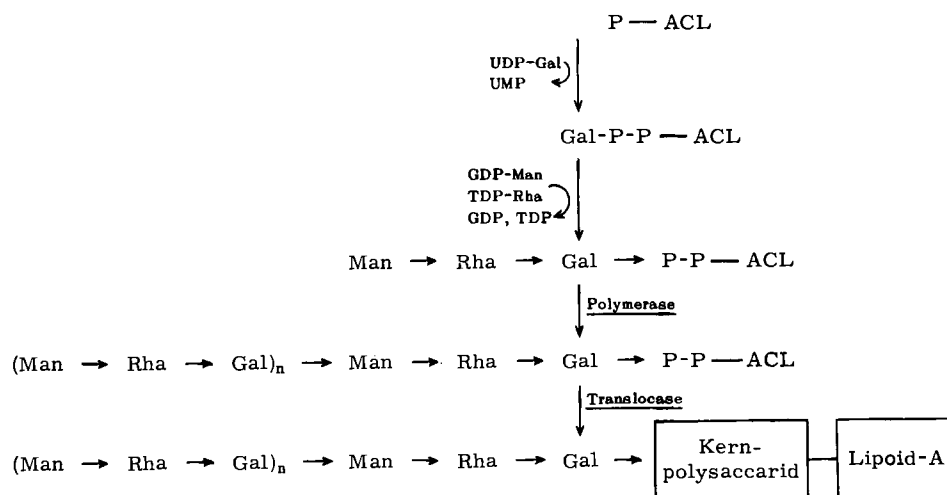 P — ACL
UDP-Gal
UMP
Gal-P-P — ACL
GDP-Man
TDP-Rha
GDP, TDP
Man → Rha → Gal → P-P — ACL
Polymerase
(Man → Rha → Gal)n → Man → Rha → Gal → P-P — ACL
Translocase
(Man → Rha → Gal)n → Man → Rha → Gal → Kern-
polysaccarid — Lipoid-A